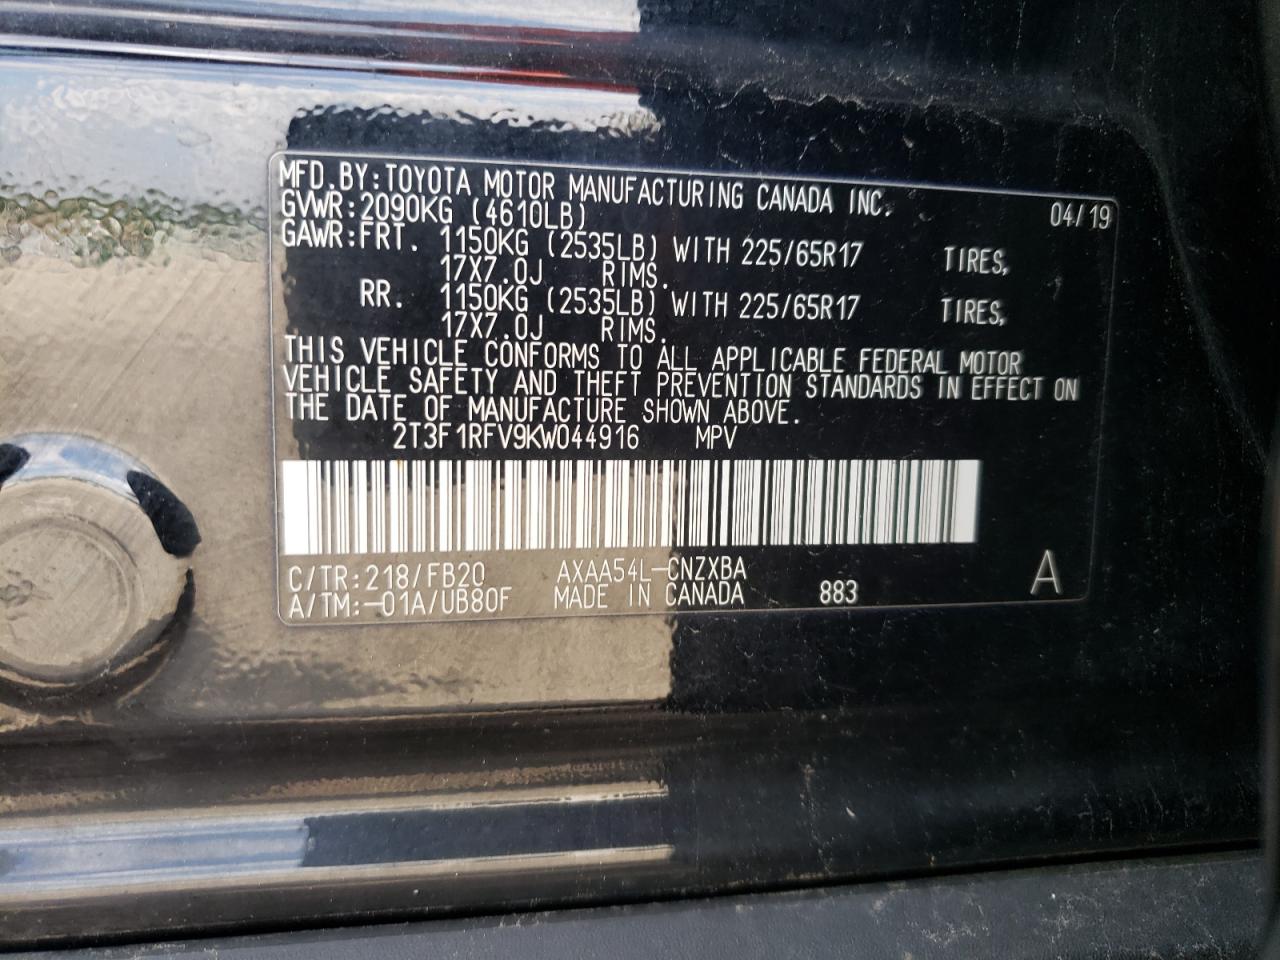 MFD.BY:TOYOTA MOTOR MANUFACTURING CANADA INC. 04/19
GVWR:2090KG (4610LB)
GAWR:FRT. 1150KG (2535LB) WITH 225/65R17 TIRES,
17X7.0J RIMS.
RR. 1150KG (2535LB) WITH 225/65R17 TIRES,
17X7.0J RIMS.
THIS VEHICLE CONFORMS TO ALL APPLICABLE FEDERAL MOTOR
VEHICLE SAFETY AND THEFT PREVENTION STANDARDS IN EFFECT ON
THE DATE OF MANUFACTURE SHOWN ABOVE.
2T3F1RFV9KW044916 MPV
C/TR:218/FB20 AXAA54L-CNZXBA A
A/TM:-01A/UB80F MADE IN CANADA 883